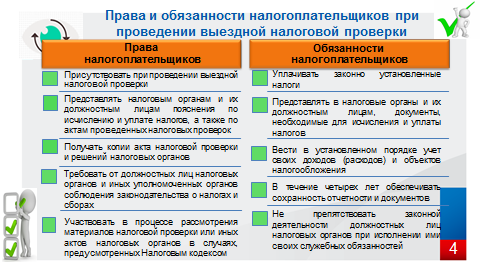 Права и обязанности налогоплательщиков при
проведении выездной налоговой проверки
Права
налогоплательщиков
Присутствовать при проведении выездной
налоговой проверки
Представлять налоговым органам и их
должностным лицам пояснения по
исчислению и уплате налогов, а также по
актам проведенных налоговых проверок
Получать копии акта налоговой проверки
и решений налоговых органов
Требовать от должностных лиц налоговых
органов и иных уполномоченных органов
соблюдения законодательства о налогах и
сборах
Участвовать в процессе рассмотрения
материалов налоговой проверки или иных
актов налоговых органов в случаях,
предусмотренных Налоговым кодексом
Обязанности
налогоплательщиков
Уплачивать законно установленные
налоги
Представлять в налоговые органы и их
должностным лицам, документы,
необходимые для исчисления и уплаты
налогов
Вести в установленном порядке учет
своих доходов (расходов) и объектов
налогообложения
В течение четырех лет обеспечивать
сохранность отчетности и документов
Не препятствовать законной
деятельности должностных лиц
налоговых органов при исполнении ими
своих служебных обязанностей
4